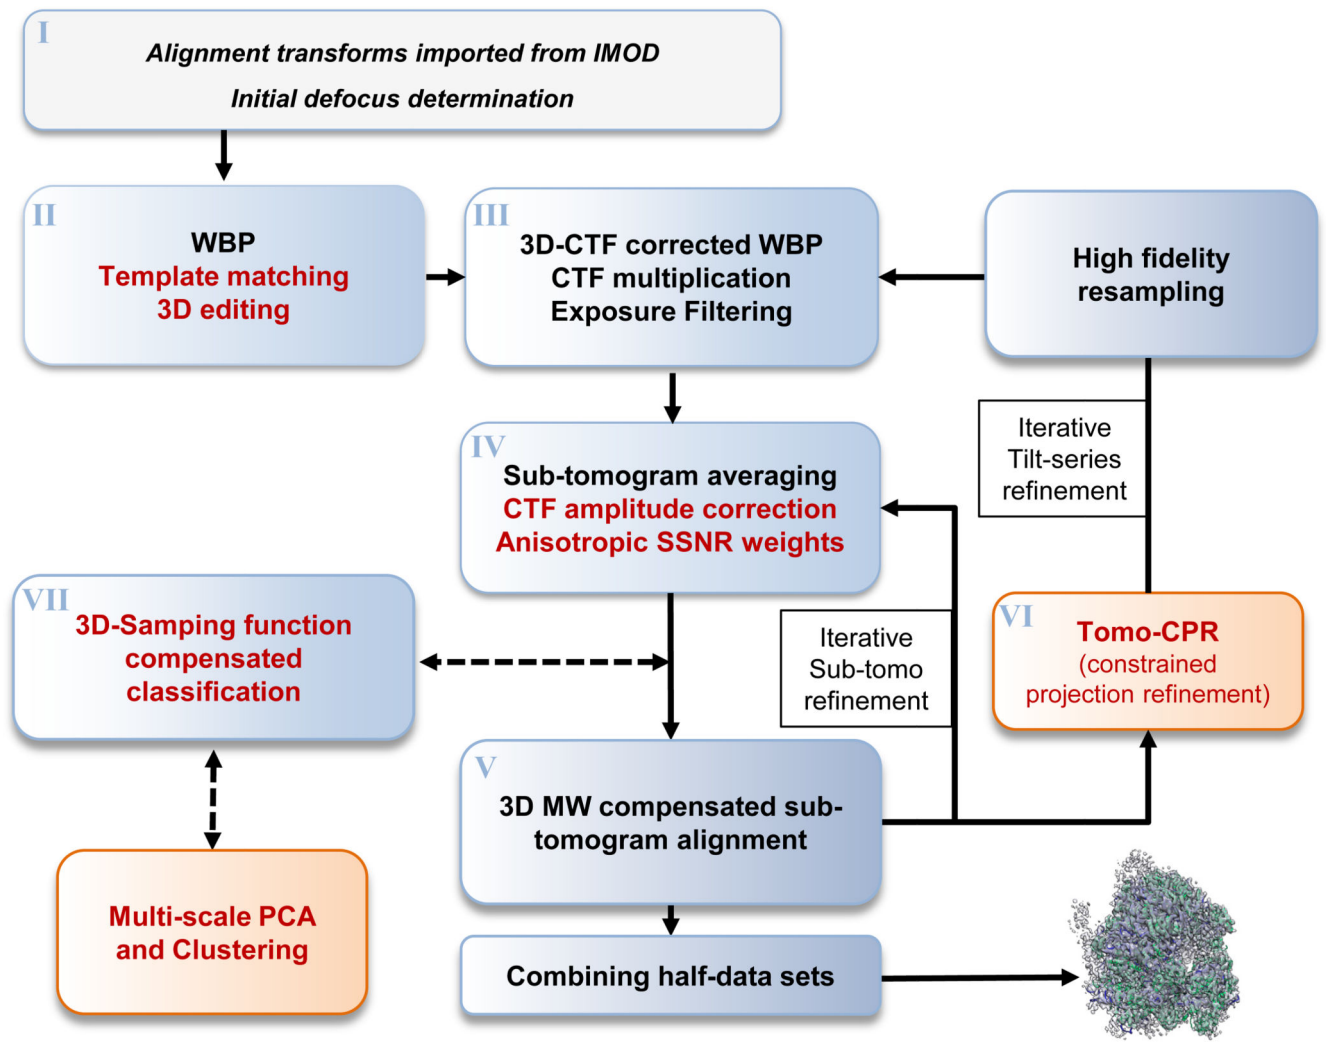 I
Alignment transforms imported from IMOD
Initial defocus determination
II
WBP
Template matching
3D editing
III
3D-CTF corrected WBP
CTF multiplication
Exposure Filtering
High fidelity
resampling
Iterative
Tilt-series
refinement
IV
Sub-tomogram averaging
CTF amplitude correction
Anisotropic SSNR weights
VII
3D-Samping function
compensated
classification
Iterative
Sub-tomo
refinement
VI
Tomo-CPR
(constrained
projection refinement)
V
3D MW compensated sub-
tomogram alignment
Multi-scale PCA
and Clustering
Combining half-data sets